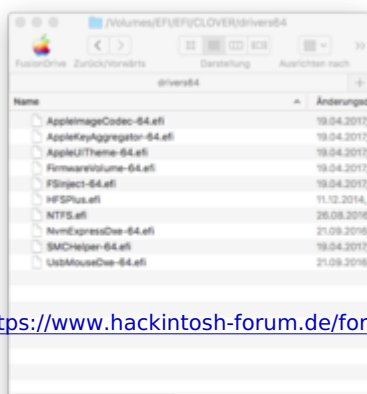 /Volumes/EFI/EFI/CLOVER/drivers64
FusionDrive Zurück/Vorwärts Darstellung Ausrichten nach
drivers64
Name Änderungsd
AppleImageCodec-64.efi 19.04.2017,
AppleKeyAggregator-64.efi 19.04.2017,
AppleUITheme-64.efi 19.04.2017,
FirmwareVolume-64.efi 19.04.2017,
FSInject-64.efi 19.04.2017,
HFSPlus.efi 11.12.2014,
NTFS.efi 26.08.2016
NvmExpressDxe-64.efi 21.09.2016,
SMCHelper-64.efi 19.04.2017,
UsbMouseDxe-64.efi 21.09.2016,
tps://www.hackintosh-forum.de/for